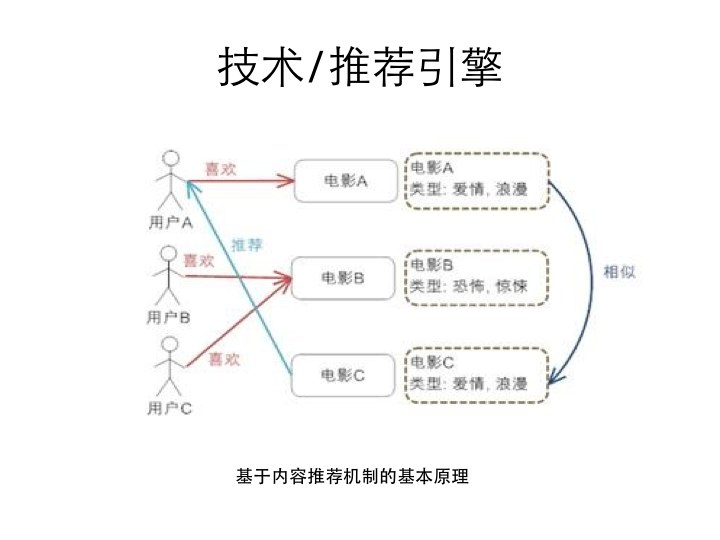 技术/推荐引擎
喜欢
电影A
电影A
类型: 爱情, 浪漫
用户A
推荐
喜欢
电影B
电影B
类型: 恐怖, 惊悚
相似
用户B
喜欢
电影C
电影C
类型: 爱情, 浪漫
用户C
基于内容推荐机制的基本原理